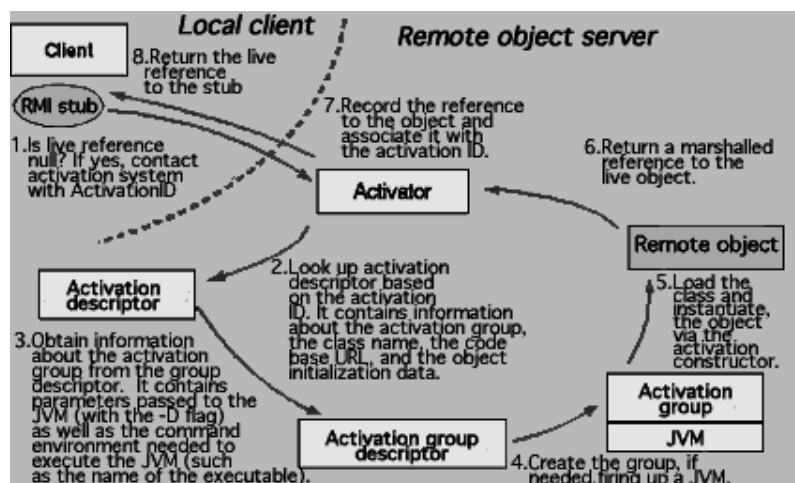 Local client
Remote object server
Client
RMI stub
8.Return the live
reference
to the stub
1.Is live reference
null? If yes, contact
activation system
with ActivationID
7.Record the reference
to the object and
associate it with
the activation ID.
Activator
6.Return a marshalled
reference to the
live object.
Remote object
Activation
descriptor
2.Look up activation
descriptor based
on the activation
ID. It contains information
about the activation group,
the class name, the code
base URL, and the object
initialization data.
5.Load the
class and
instantiate,
the object
via the
activation
constructor.
3.Obtain information
about the activation
group from the group
descriptor. It contains
parameters passed to the
JVM (with the -D flag)
as well as the command
environment needed to
execute the JVM (such
as the name of the executable).
Activation group
descriptor
Activation
group
JVM
4.Create the group, if
needed,firing up a JVM.